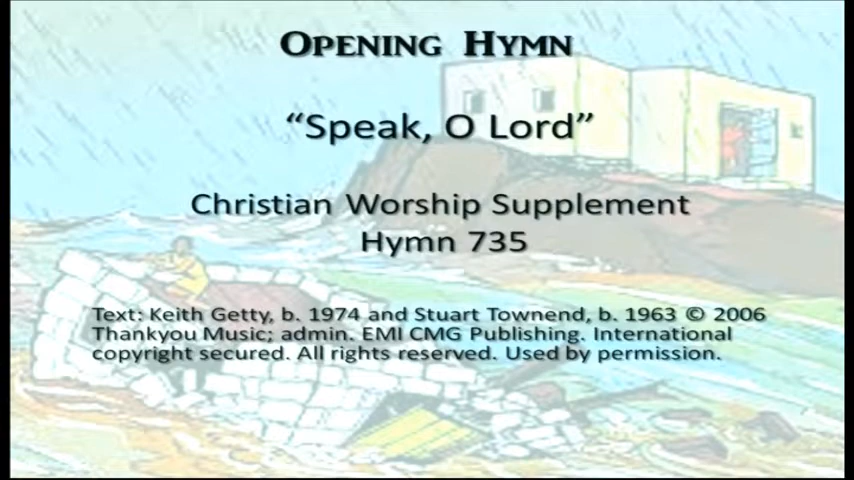 OPENING HYMN
“Speak, O Lord”
Christian Worship Supplement
Hymn 735
Text: Keith Getty, b. 1974 and Stuart Townend, b. 1963 © 2006
Thankyou Music; admin. EMI CMG Publishing. International
copyright secured. All rights reserved. Used by permission.